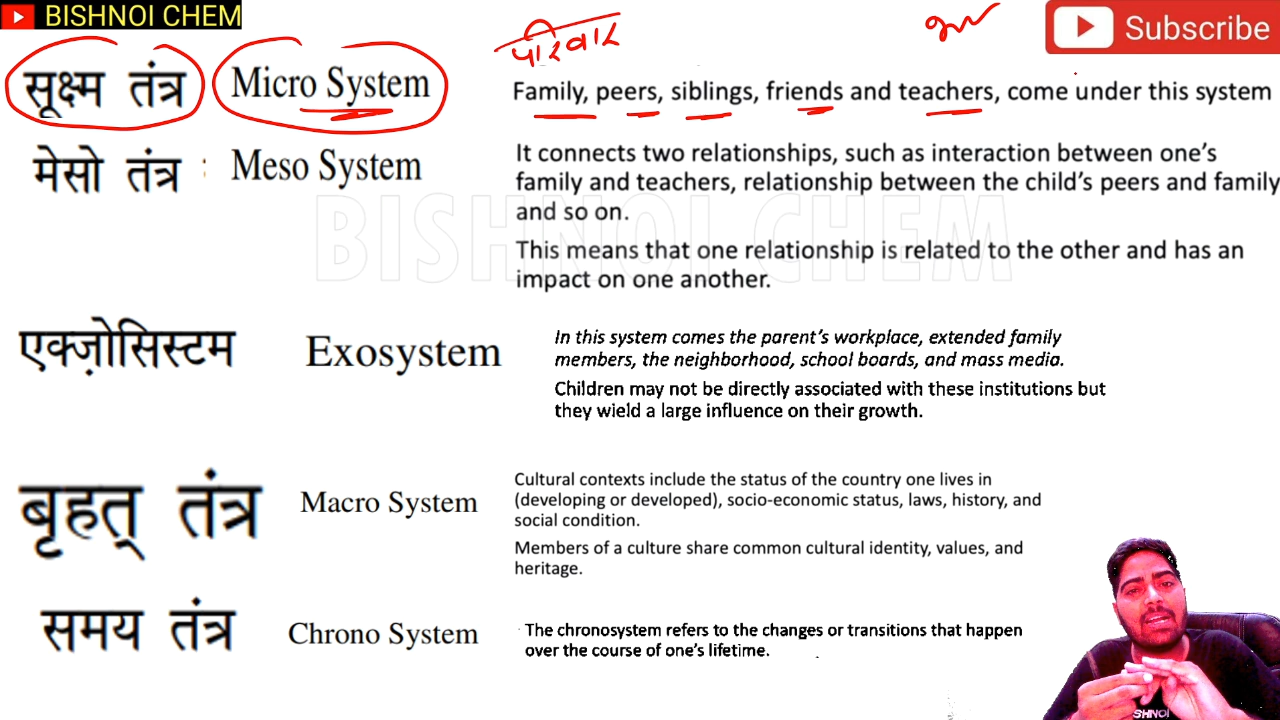 BISHNOI CHEM
Subscribe
परिवार
सूक्ष्म तंत्र Micro System Family, peers, siblings, friends and teachers, come under this system
मेसो तंत्र : Meso System It connects two relationships, such as interaction between one's
family and teachers, relationship between the child's peers and family
and so on.
This means that one relationship is related to the other and has an
impact on one another.
BISHNOI CHEM
एक्ज़ोसिस्टम Exosystem In this system comes the parent's workplace, extended family
members, the neighborhood, school boards, and mass media.
Children may not be directly associated with these institutions but
they wield a large influence on their growth.
बृहत् तंत्र Macro System Cultural contexts include the status of the country one lives in
(developing or developed), socio-economic status, laws, history, and
social condition.
Members of a culture share common cultural identity, values, and
heritage.
समय तंत्र Chrono System The chronosystem refers to the changes or transitions that happen
over the course of one's lifetime.
SHNOI